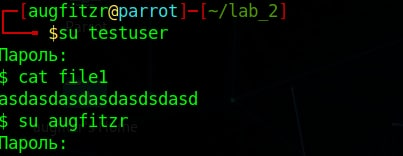 ┌─[augfitzr@parrot]─[~/lab_2]
└──╼ $su testuser
Пароль:
$ cat file1
asdasdasdasdasdsdasd
$ su augfitzr
Пароль: